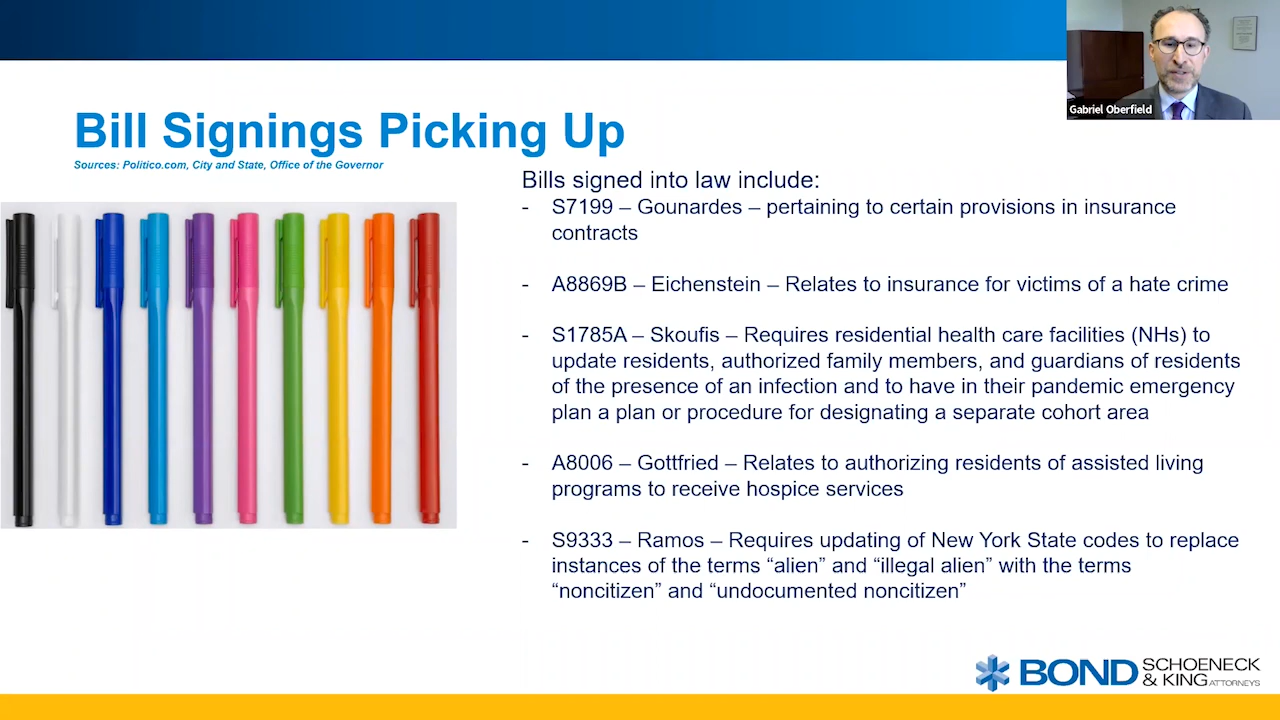 Gabriel Oberfield
Bill Signings Picking Up
Sources: Politico.com, City and State, Office of the Governor
Bills signed into law include:
- S7199 – Gounardes – pertaining to certain provisions in insurance
contracts
- A8869B – Eichenstein – Relates to insurance for victims of a hate crime
- S1785A – Skoufis – Requires residential health care facilities (NHs) to
update residents, authorized family members, and guardians of residents
of the presence of an infection and to have in their pandemic emergency
plan a plan or procedure for designating a separate cohort area
- A8006 – Gottfried – Relates to authorizing residents of assisted living
programs to receive hospice services
- S9333 – Ramos – Requires updating of New York State codes to replace
instances of the terms “alien” and “illegal alien” with the terms
“noncitizen” and “undocumented noncitizen”
BOND SCHOENECK
& KING ATTORNEYS